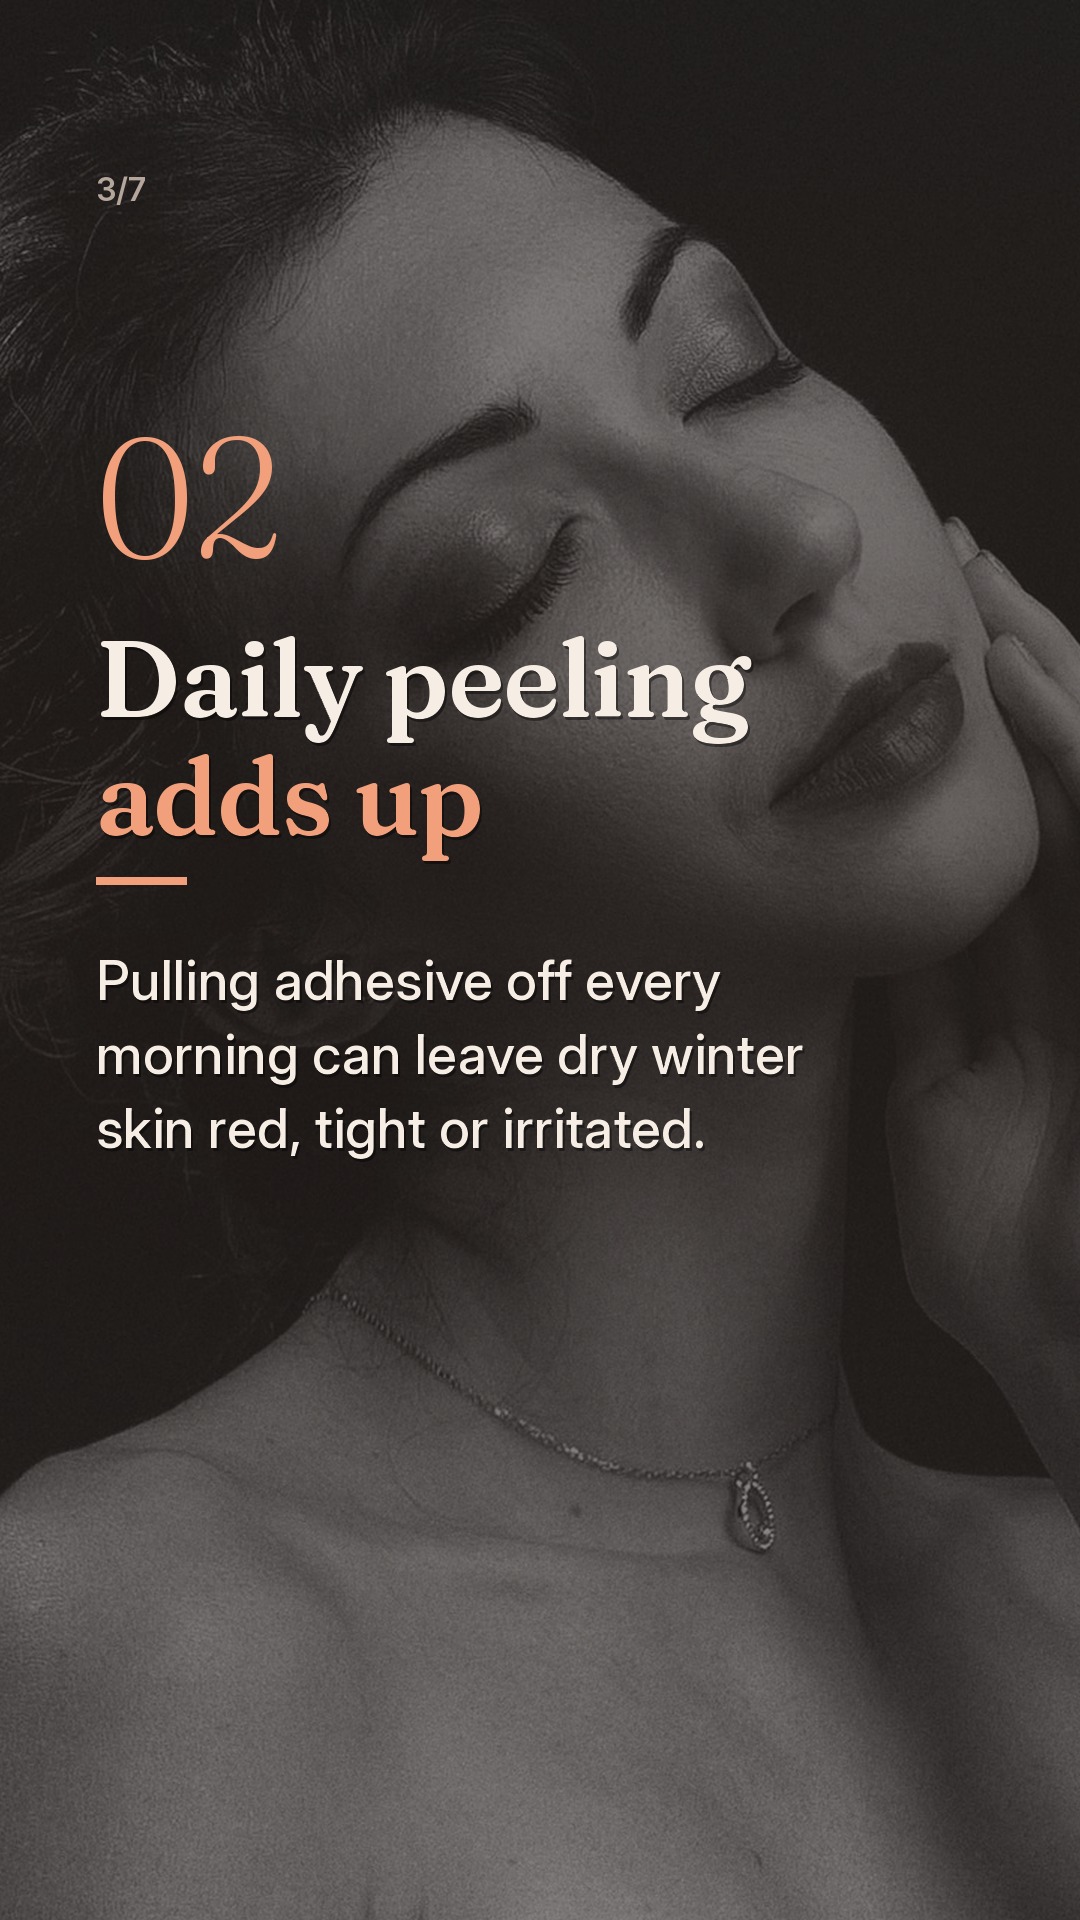 3/7
02
Daily peeling
adds up
Pulling adhesive off every
morning can leave dry winter
skin red, tight or irritated.